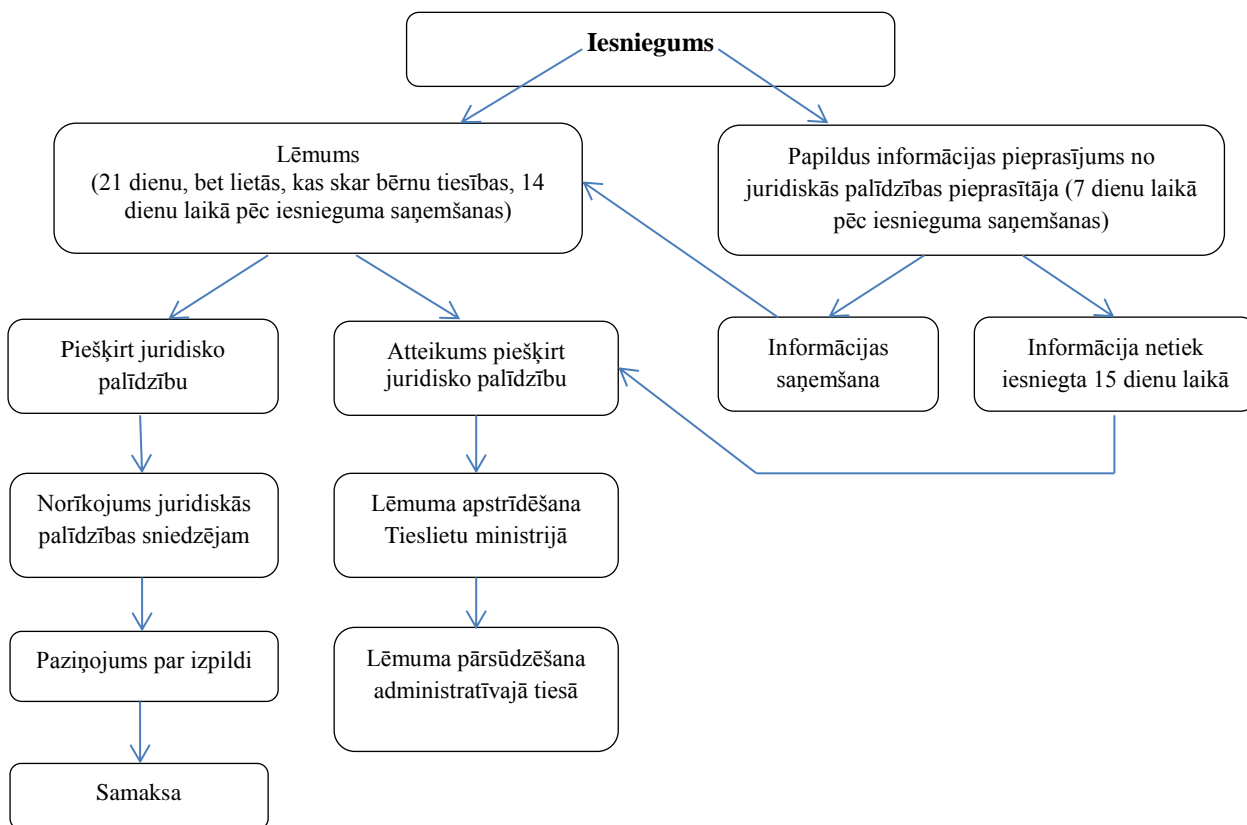 Iesniegums
Lēmums
(21 dienu, bet lietās, kas skar bērnu tiesības, 14
dienu laikā pēc iesnieguma saņemšanas)
Papildus informācijas pieprasījums no
juridiskās palīdzības pieprasītāja (7 dienu laikā
pēc iesnieguma saņemšanas)
Piešķirt juridisko
palīdzību
Atteikums piešķirt
juridisko palīdzību
Informācijas
saņemšana
Informācija netiek
iesniegta 15 dienu laikā
Norīkojums juridiskās
palīdzības sniedzējam
Lēmuma apstrīdēšana
Tieslietu ministrijā
Paziņojums par izpildi
Lēmuma pārsūdzēšana
administratīvajā tiesā
Samaksa